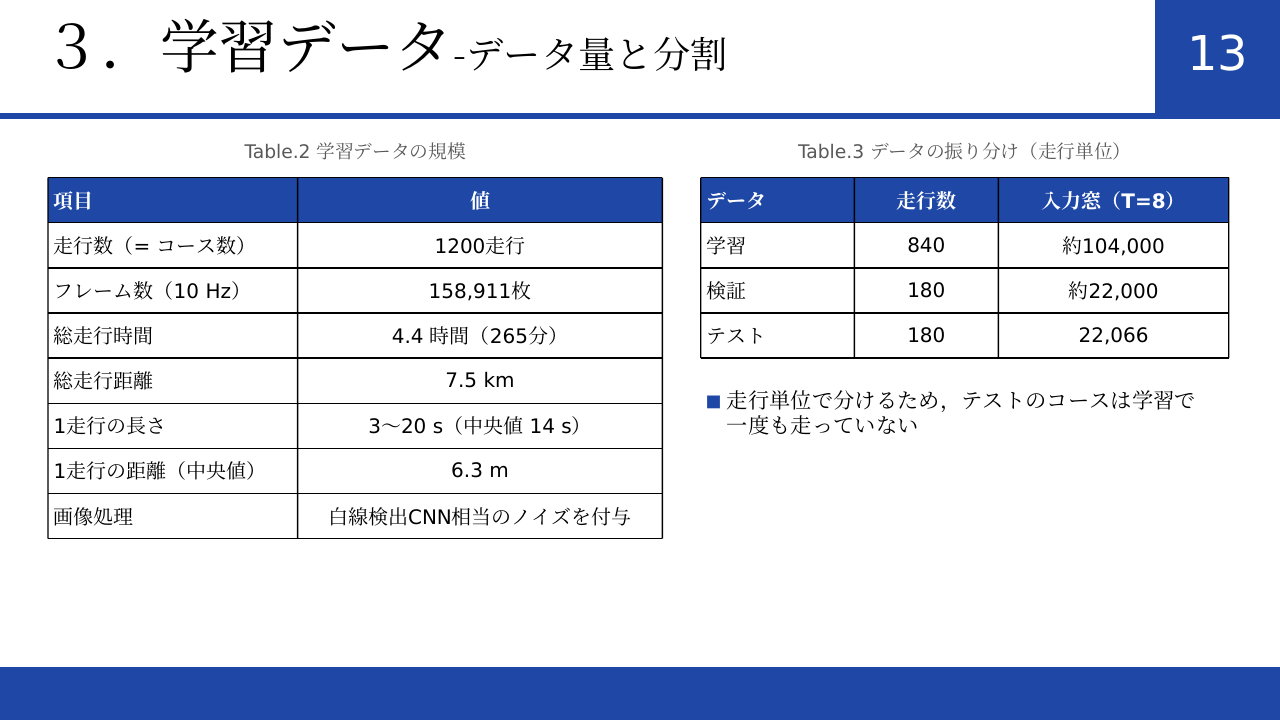 ３．学習データ-データ量と分割
13
Table.2 学習データの規模
項目 値
走行数（= コース数） 1200走行
フレーム数（10 Hz） 158,911枚
総走行時間 4.4 時間（265分）
総走行距離 7.5 km
1走行の長さ 3～20 s（中央値 14 s）
1走行の距離（中央値） 6.3 m
画像処理 白線検出CNN相当のノイズを付与
Table.3 データの振り分け（走行単位）
データ 走行数 入力窓（T=8）
学習 840 約104,000
検証 180 約22,000
テスト 180 22,066
■ 走行単位で分けるため，テストのコースは学習で
一度も走っていない